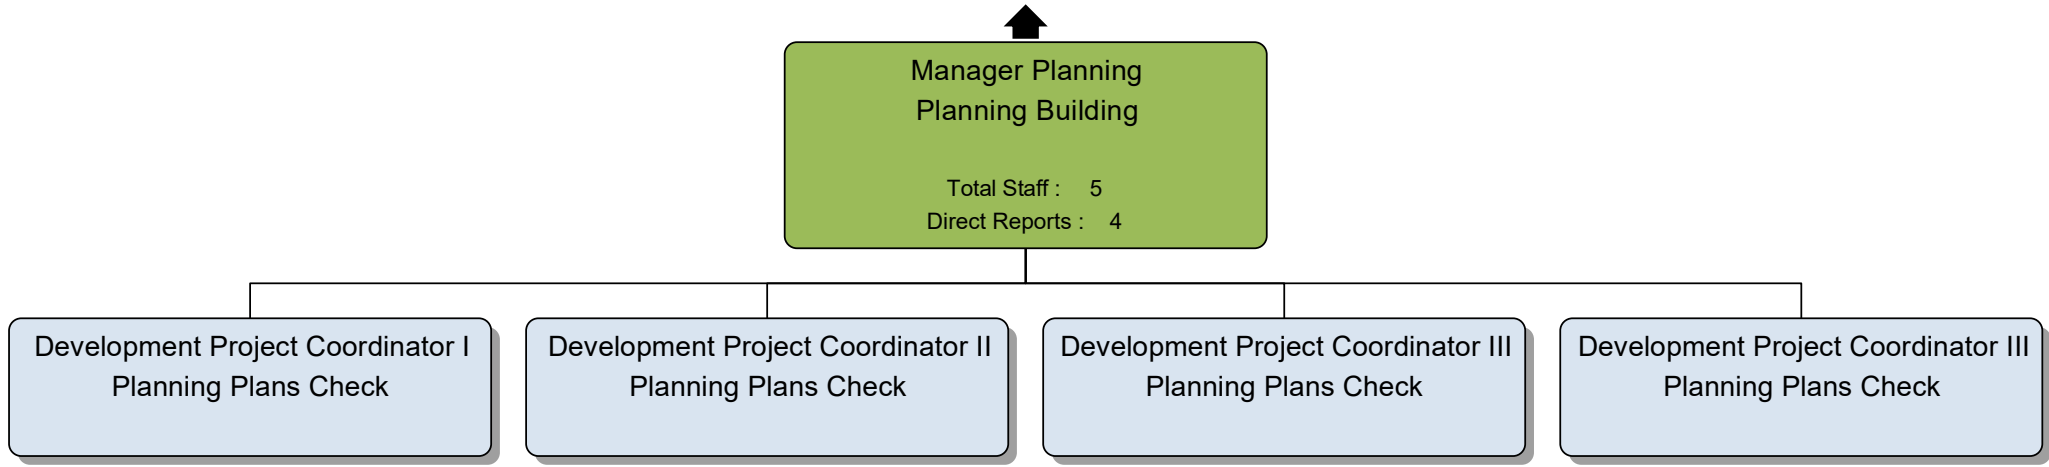 Manager Planning
Planning Building
Total Staff : 5
Direct Reports : 4
Development Project Coordinator I
Planning Plans Check
Development Project Coordinator II
Planning Plans Check
Development Project Coordinator III
Planning Plans Check
Development Project Coordinator III
Planning Plans Check